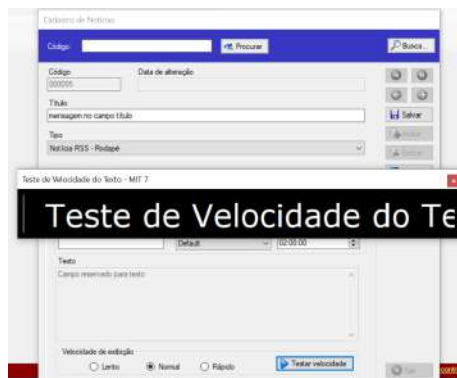 Cadastro de Notícias
Código Procurar Busca...
Código Data de alteração
000005
Título
mensagem no campo título Salvar
Tipo
Notícia RSS - Rodapé
Teste de Velocidade do Texto - MIT 7
Teste de Velocidade do Te
Default 02:00:00
Texto
Campo reservado para texto
Velocidade de exibição
Lento Normal Rápido Testar velocidade